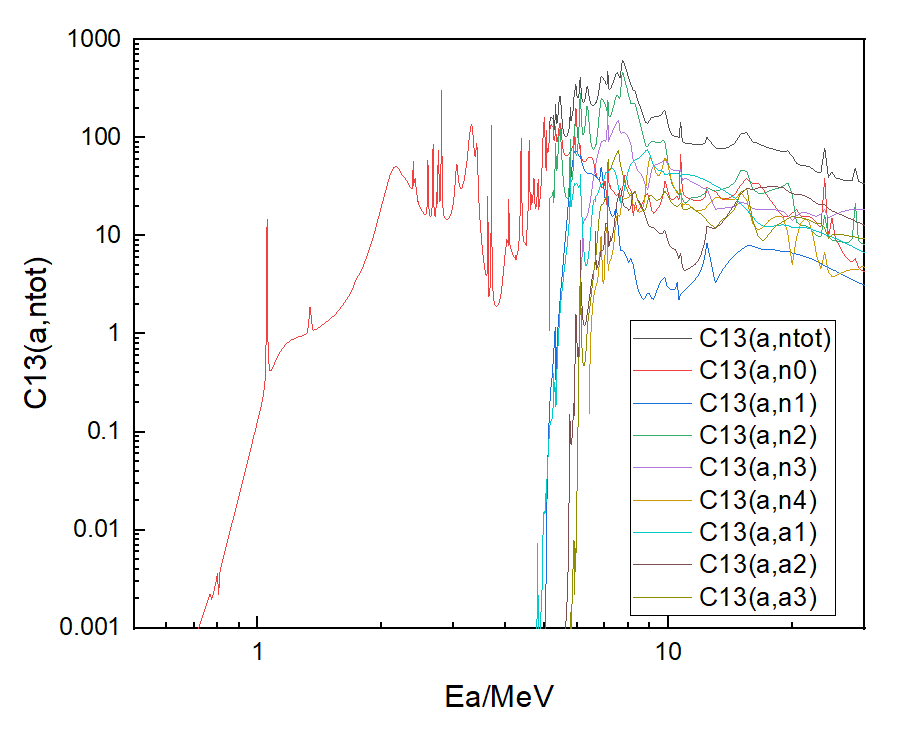 1000
100
10
1
0.1
0.01
0.001
C13(a,ntot)
C13(a,ntot)
C13(a,n0)
C13(a,n1)
C13(a,n2)
C13(a,n3)
C13(a,n4)
C13(a,a1)
C13(a,a2)
C13(a,a3)
1 10
Ea/MeV